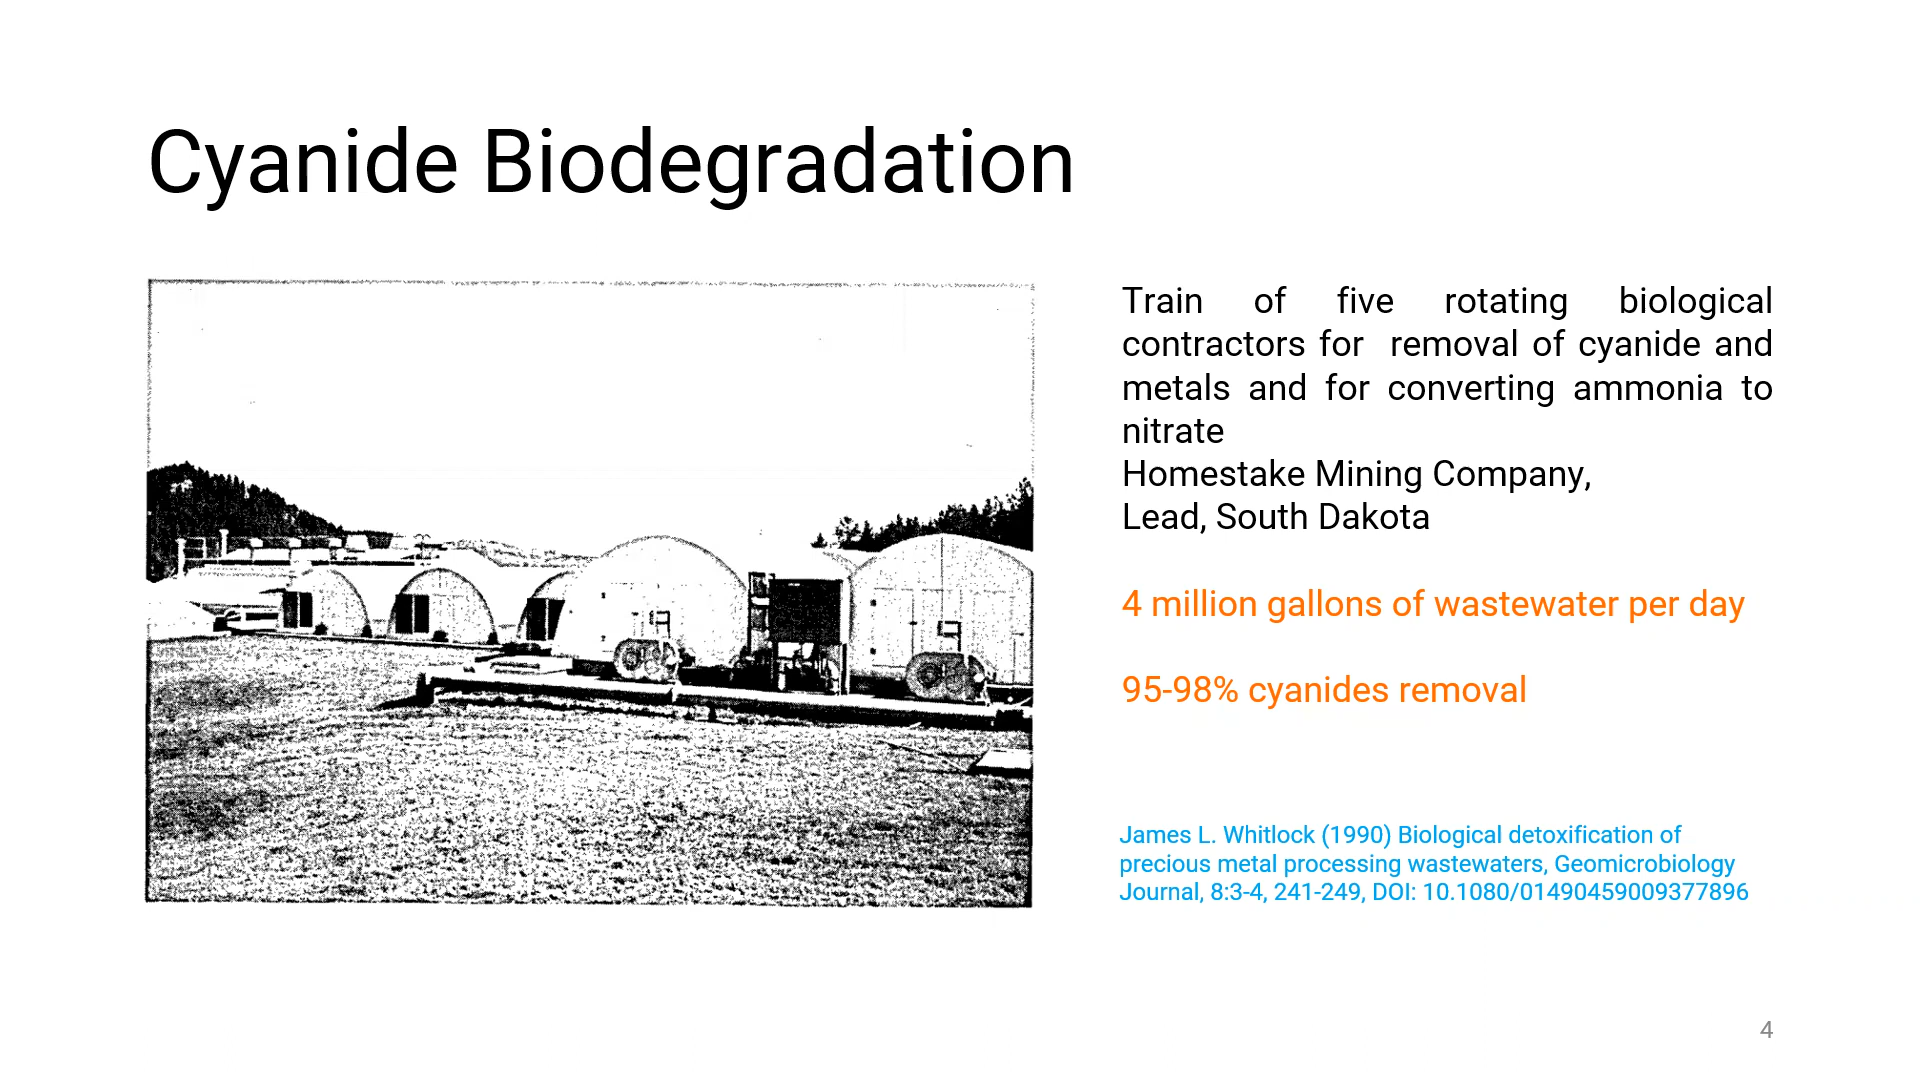 Cyanide Biodegradation
Train of five rotating biological
contractors for removal of cyanide and
metals and for converting ammonia to
nitrate
Homestake Mining Company,
Lead, South Dakota
4 million gallons of wastewater per day
95-98% cyanides removal
James L. Whitlock (1990) Biological detoxification of
precious metal processing wastewaters, Geomicrobiology
Journal, 8:3-4, 241-249, DOI: 10.1080/01490459009377896
4